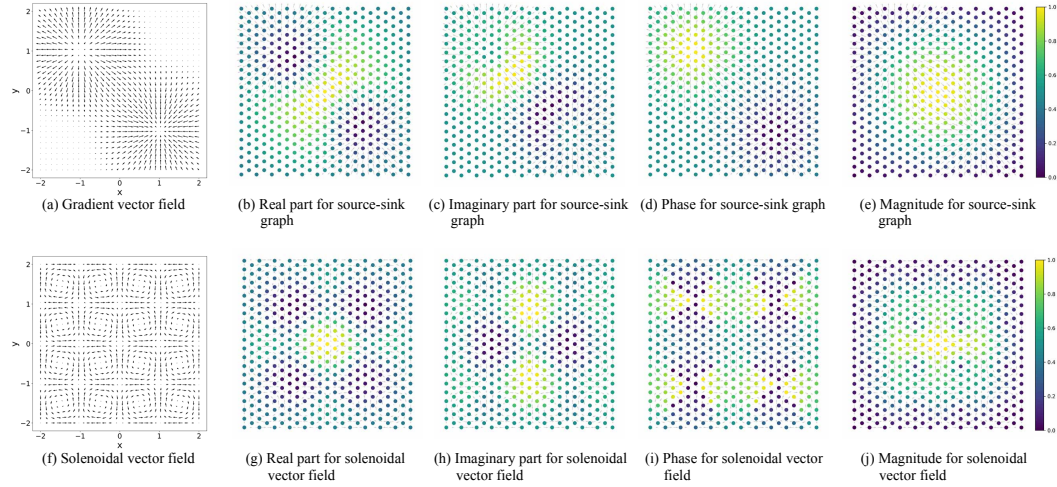 2
1
0
−1
−2
y
−2 −1 0 1 2
x
1.0
0.8
0.6
0.4
0.2
0.0
(a) Gradient vector field
(b) Real part for source-sink
graph
(c) Imaginary part for source-sink
graph
(d) Phase for source-sink graph
(e) Magnitude for source-sink
graph
2
1
0
−1
−2
y
−2 −1 0 1 2
x
1.0
0.8
0.6
0.4
0.2
0.0
(f) Solenoidal vector field
(g) Real part for solenoidal
vector field
(h) Imaginary part for solenoidal
vector field
(i) Phase for solenoidal vector
field
(j) Magnitude for solenoidal
vector field